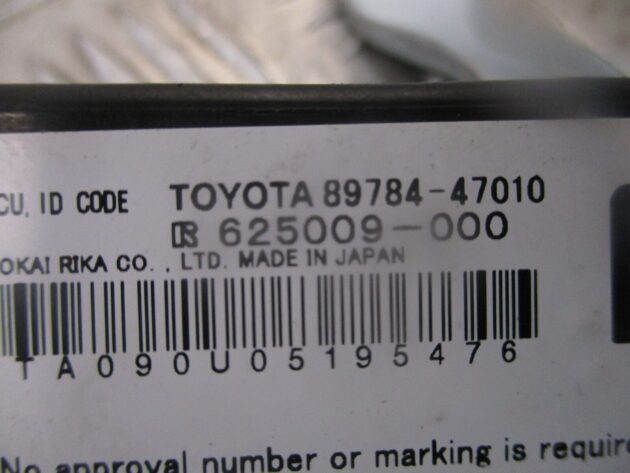 CU, ID CODE TOYOTA 89784-47010
625009-000
OKAI RIKA CO., LTD. MADE IN JAPAN
TA090U05195476
No approval number or marking is require